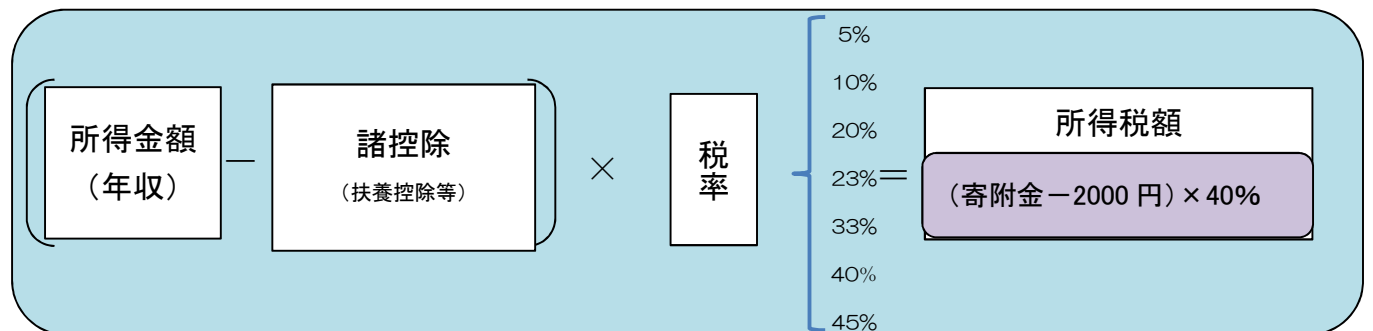 所得金額
（年収）
－
諸控除
（扶養控除等）
×
税
率
5%
10%
20%
23%
33%
40%
45%
＝
所得税額
（寄附金－2000 円）×40%